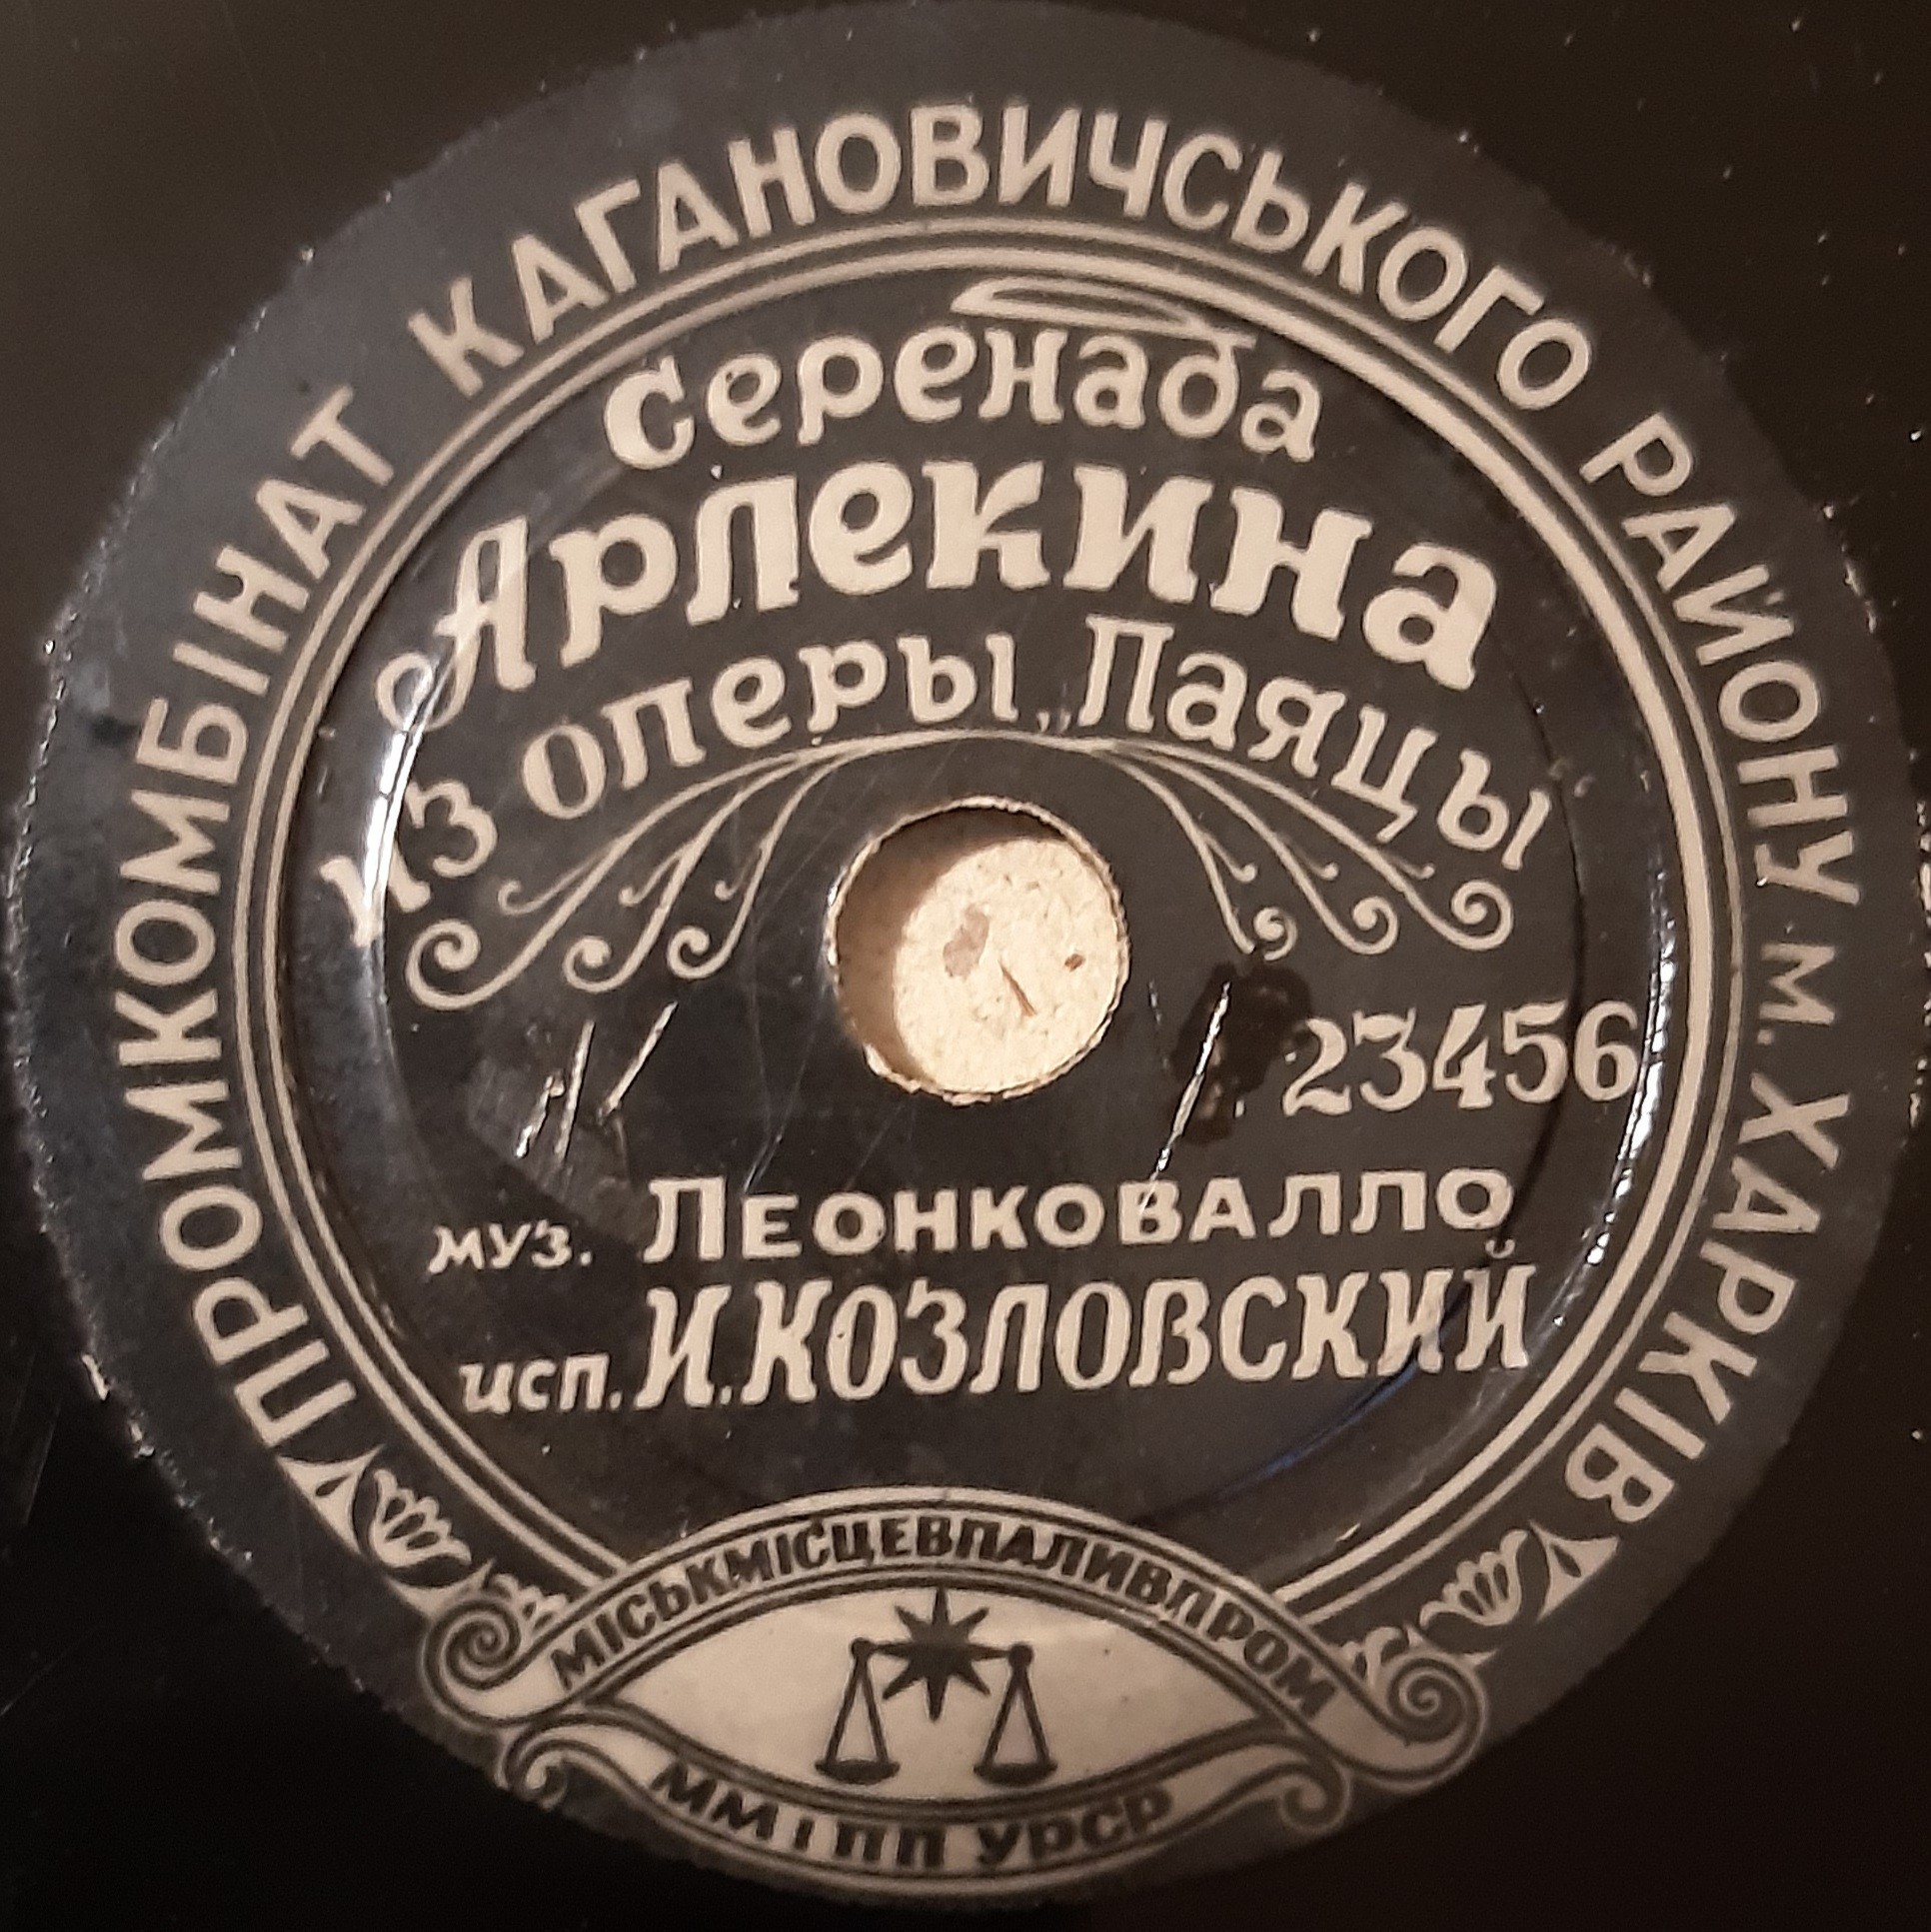 ПРОМКОМБІНАТ КАГАНОВИЧСЬКОГО РАЙОНУ М. ХАРКІВ
Серенада
Арлекина
из оперы „Паяцы“
23456
муз. Леонковалло
исп. И. Козловский
МІСЬКМІСЦЕВПАЛИВПРОМ
ММІПП УРСР